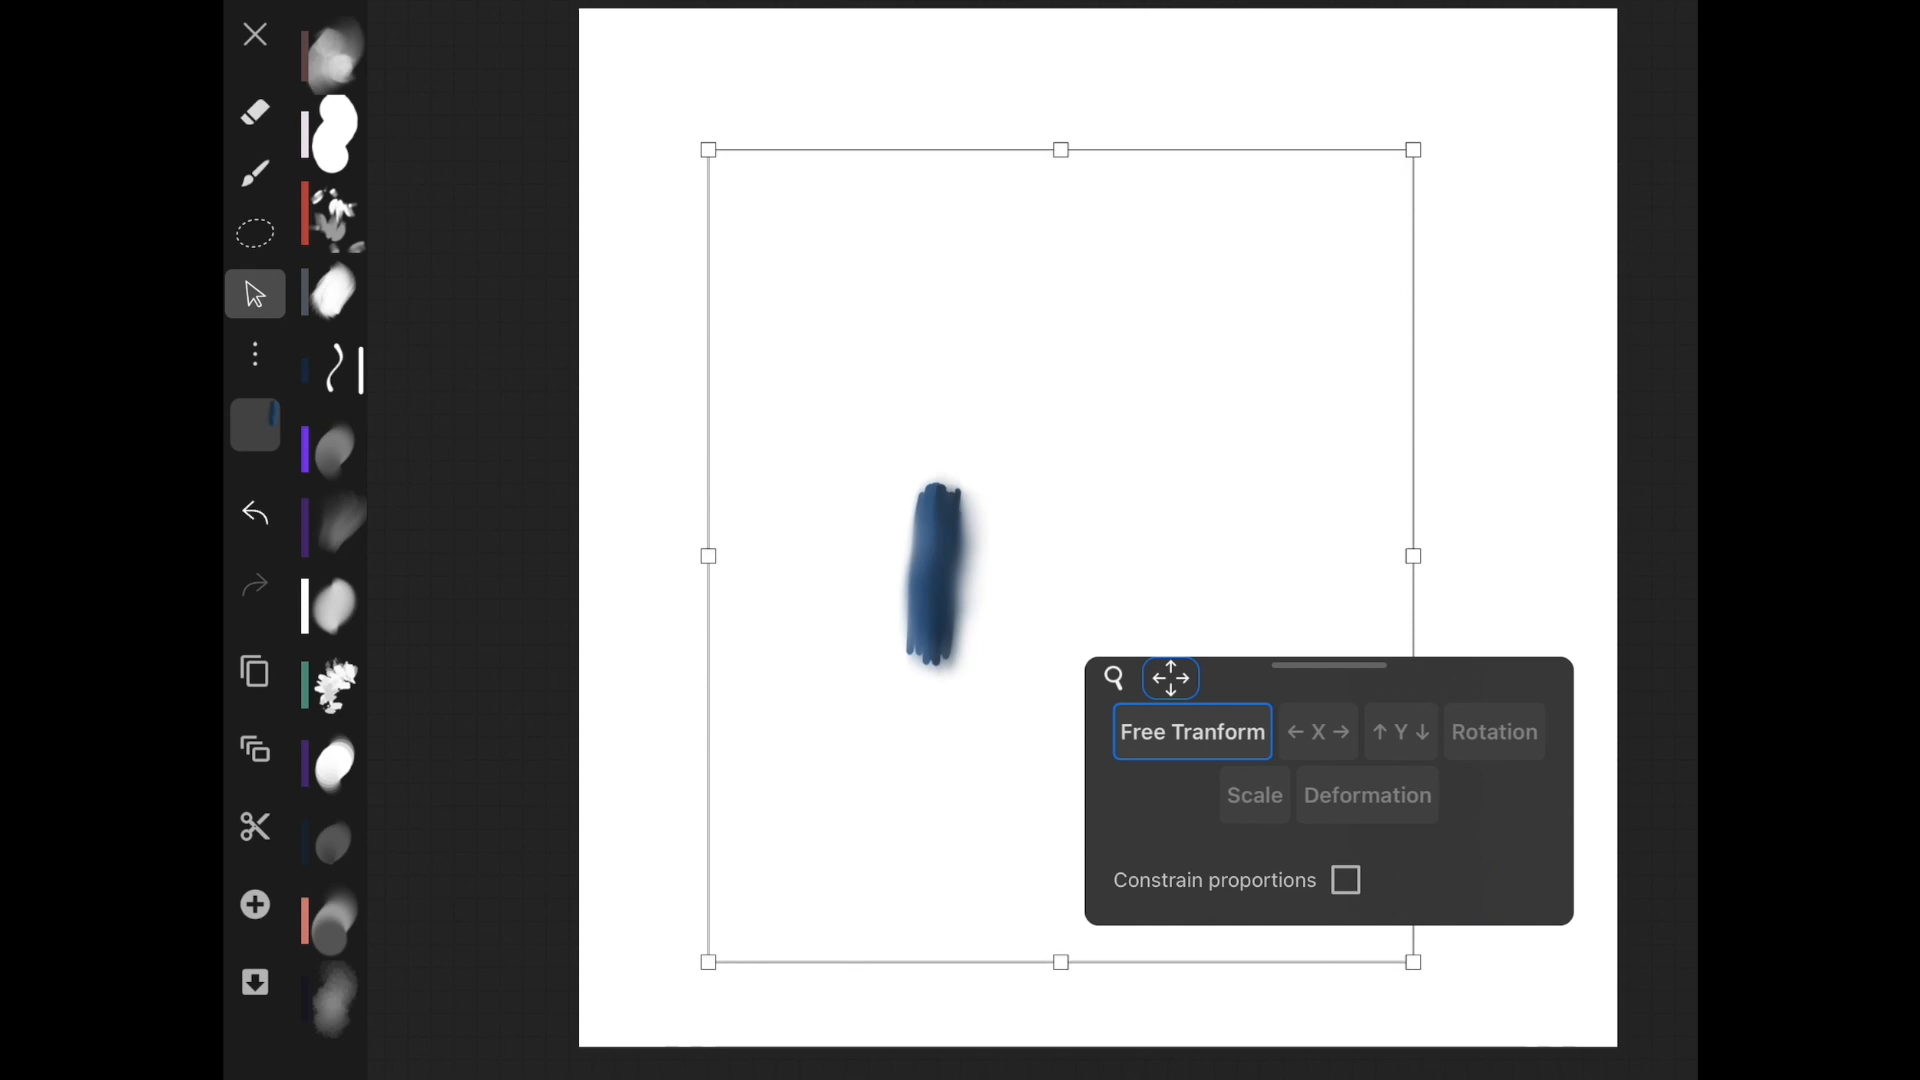 Free Tranform ← X → ↑ Y ↓ Rotation
Scale Deformation
Constrain proportions